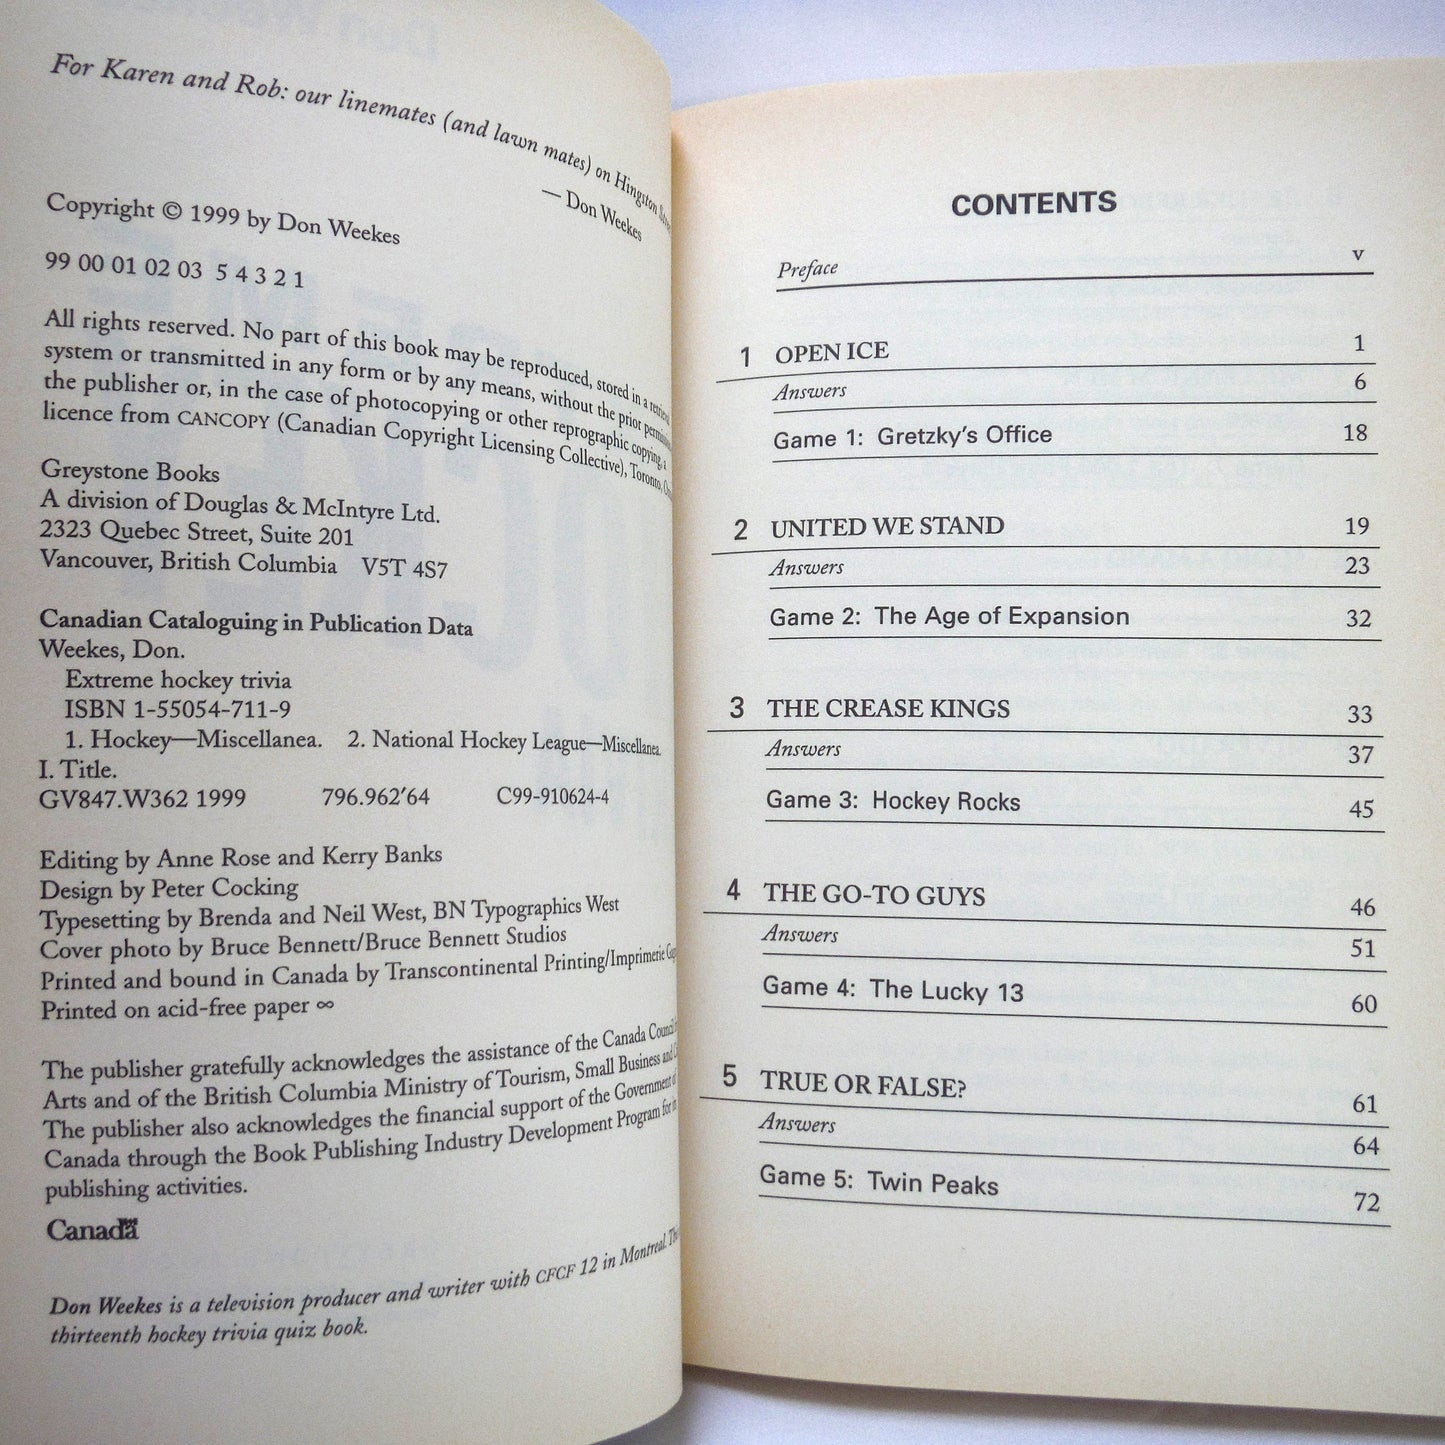 For Karen and Rob: our linemates (and lawn mates) on Hingston
— Don Weekes
Copyright © 1999 by Don Weekes
99 00 01 02 03 5 4 3 2 1
All rights reserved. No part of this book may be reproduced, stored in a retrieval
system or transmitted in any form or by any means, without the prior permission
the publisher or, in the case of photocopying or other reprographic copying, a
licence from CANCOPY (Canadian Copyright Licensing Collective), Toronto,
Greystone Books
A division of Douglas & McIntyre Ltd.
2323 Quebec Street, Suite 201
Vancouver, British Columbia V5T 4S7
Canadian Cataloguing in Publication Data
Weekes, Don.
Extreme hockey trivia
ISBN 1-55054-711-9
1. Hockey—Miscellanea. 2. National Hockey League—Miscellanea.
I. Title.
GV847.W362 1999 796.962′64 C99-910624-4
Editing by Anne Rose and Kerry Banks
Design by Peter Cocking
Typesetting by Brenda and Neil West, BN Typographics West
Cover photo by Bruce Bennett/Bruce Bennett Studios
Printed and bound in Canada by Transcontinental Printing/Imprimerie
Printed on acid-free paper ∞
The publisher gratefully acknowledges the assistance of the Canada Council
Arts and of the British Columbia Ministry of Tourism, Small Business and
The publisher also acknowledges the financial support of the Government of
Canada through the Book Publishing Industry Development Program for
publishing activities.
Canada
Don Weekes is a television producer and writer with CFCF 12 in Montreal.
thirteenth hockey trivia quiz book.
CONTENTS
Preface v
1 OPEN ICE 1
Answers 6
Game 1: Gretzky's Office 18
2 UNITED WE STAND 19
Answers 23
Game 2: The Age of Expansion 32
3 THE CREASE KINGS 33
Answers 37
Game 3: Hockey Rocks 45
4 THE GO-TO GUYS 46
Answers 51
Game 4: The Lucky 13 60
5 TRUE OR FALSE? 61
Answers 64
Game 5: Twin Peaks 72